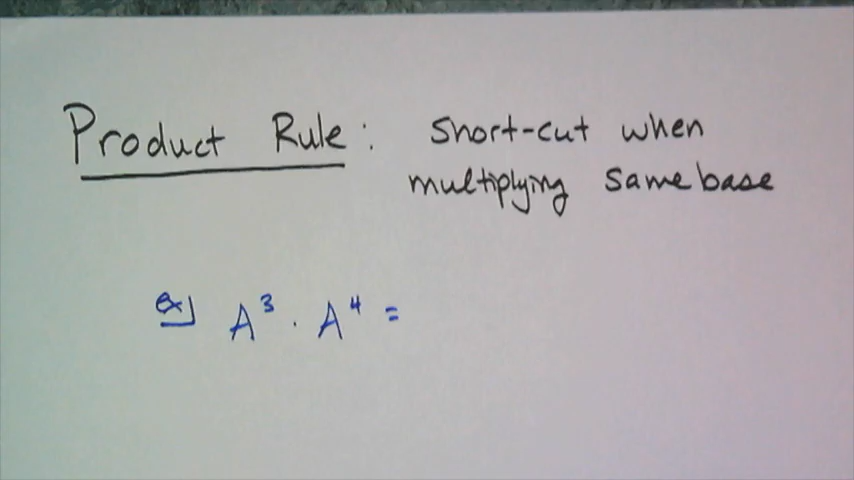 Product Rule: Short-cut when
multiplying same base
ex] A³ · A⁴ =